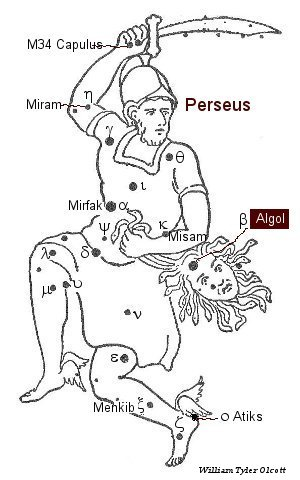 M34 Capulus
Miram η
Perseus
γ
θ
ι
Mirfak α
ψ
κ
Misam
β Algol
λ
δ
μ
υ
ν
ε
Menkib ξ
ο Atiks
ζ
William Tyler Olcott